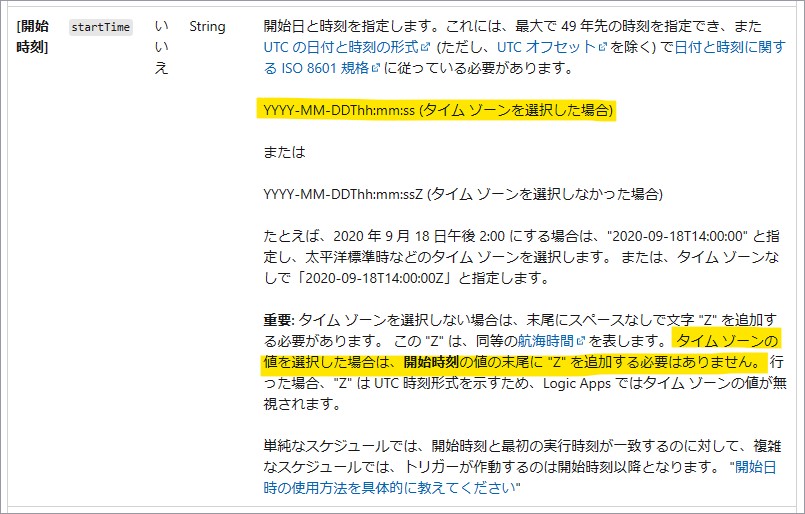 [開始時刻] startTime いいえ String 開始日と時刻を指定します。これには、最大で 49 年先の時刻を指定でき、また
UTC の日付と時刻の形式 (ただし、UTC オフセットを除く) で日付と時刻に関す
る ISO 8601 規格 に従っている必要があります。
YYYY-MM-DDThh:mm:ss (タイム ゾーンを選択した場合)
または
YYYY-MM-DDThh:mm:ssZ (タイム ゾーンを選択しなかった場合)
たとえば、2020 年 9 月 18 日午後 2:00 にする場合は、"2020-09-18T14:00:00" と指
定し、太平洋標準時などのタイム ゾーンを選択します。 または、タイム ゾーンな
しで「2020-09-18T14:00:00Z」と指定します。
重要: タイム ゾーンを選択しない場合は、末尾にスペースなしで文字 "Z" を追加す
る必要があります。 この "Z" は、同等の航海時間 を表します。 タイム ゾーンの
値を選択した場合は、開始時刻の値の末尾に "Z" を追加する必要はありません。 行
った場合、"Z" は UTC 時刻形式を示すため、Logic Apps ではタイム ゾーンの値が無
視されます。
単純なスケジュールでは、開始時刻と最初の実行時刻が一致するのに対して、複雑
なスケジュールでは、トリガーが作動するのは開始時刻以降となります。 "開始日
時の使用方法を具体的に教えてください"